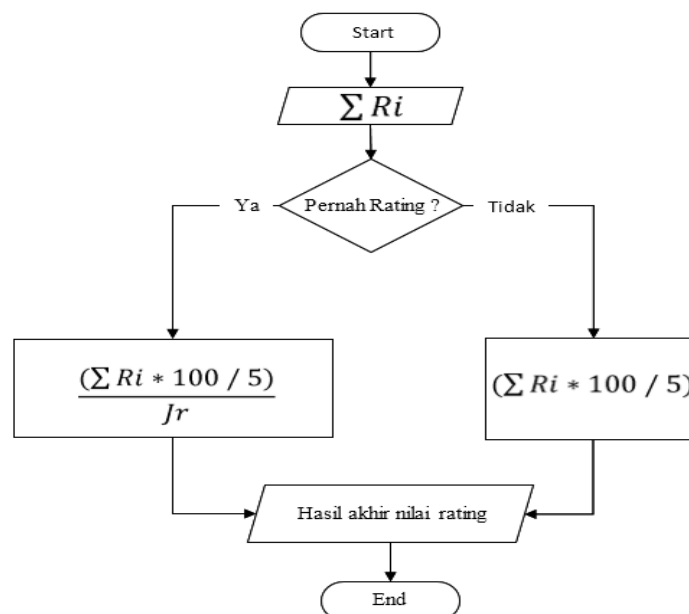 Start
∑ Ri
Pernah Rating ?
Ya
Tidak
(∑ Ri * 100 / 5)
Jr
(∑ Ri * 100 / 5)
Hasil akhir nilai rating
End